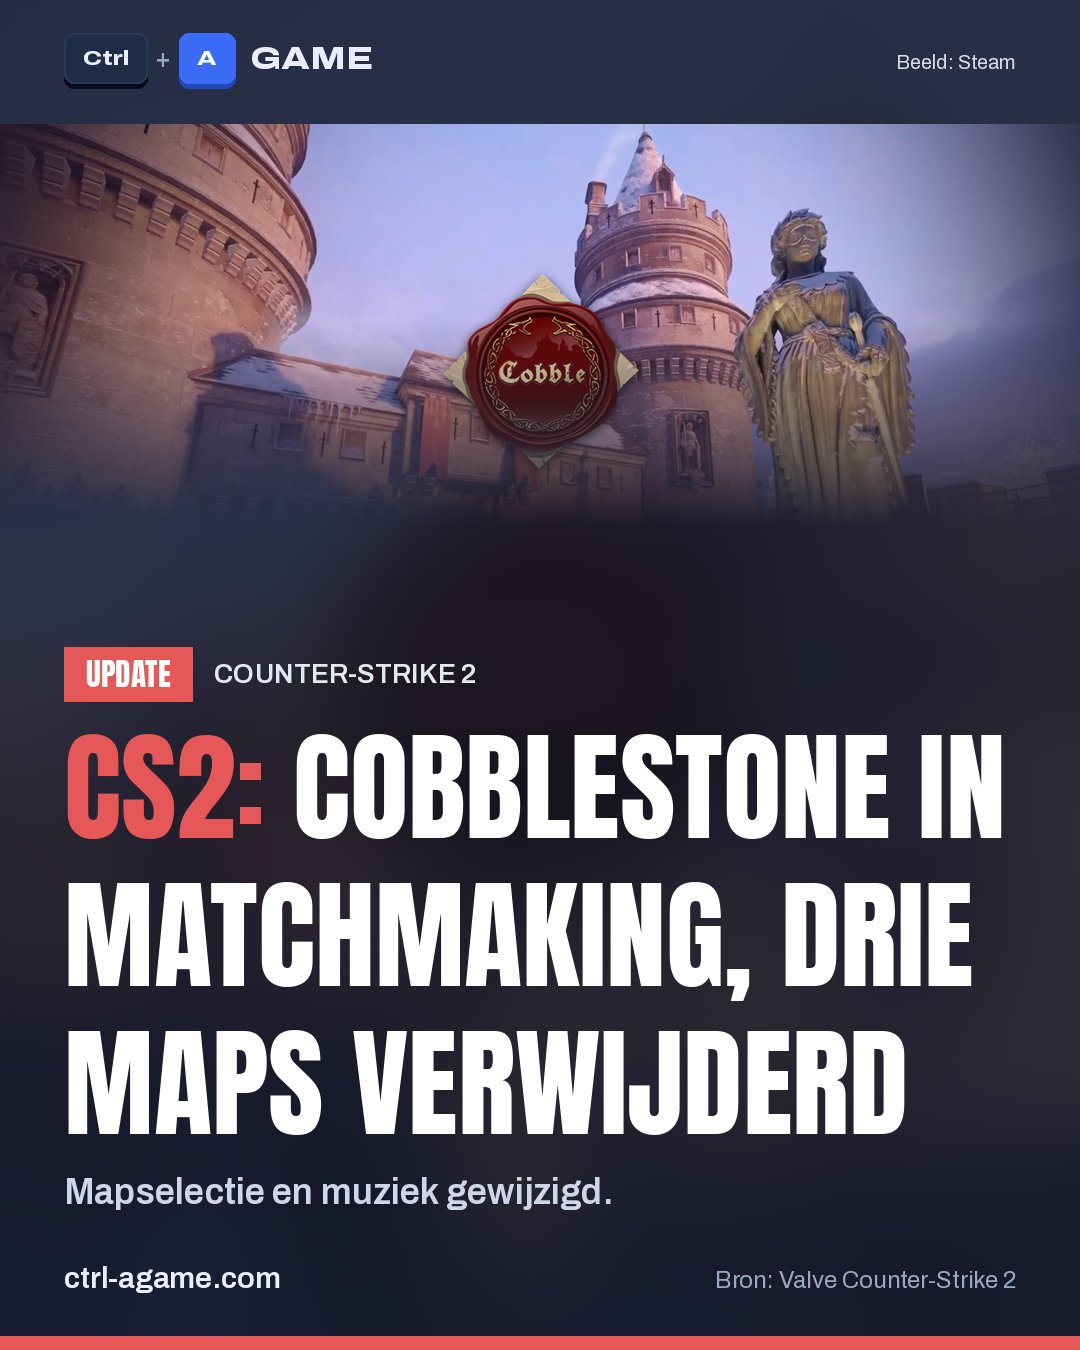 Ctrl + A GAME
Beeld: Steam
Cobble
UPDATE COUNTER-STRIKE 2
CS2: COBBLESTONE IN
MATCHMAKING, DRIE
MAPS VERWIJDERD
Mapselectie en muziek gewijzigd.
ctrl-agame.com
Bron: Valve Counter-Strike 2